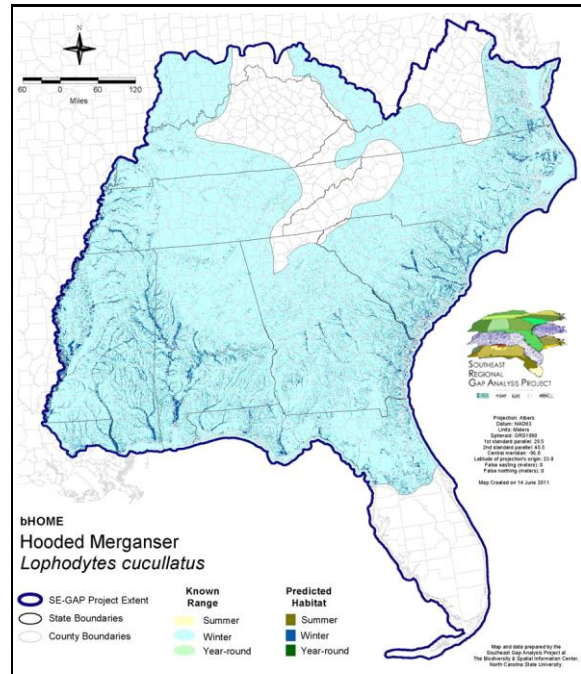 N
60 0 120
Miles
SOUTHEAST
REGIONAL
GAP ANALYSIS PROJECT
Projection: Albers
Datum: NAD83
Units: Meters
Spheroid: GRS1980
1st standard parallel: 29.5
2nd standard parallel: 45.5
Central meridian: -96.0
Latitude of projection's origin: 23.0
False easting (meters): 0
False northing (meters): 0
Map Created on 14 June 2011
bHOME
Hooded Merganser
Lophodytes cucullatus
SE-GAP Project Extent
State Boundaries
County Boundaries
Known
Range
Summer
Winter
Year-round
Predicted
Habitat
Summer
Winter
Year-round
Map and data prepared by the
Southeast Gap Analysis Project at
The Biodiversity & Spatial Information Center,
North Carolina State University.